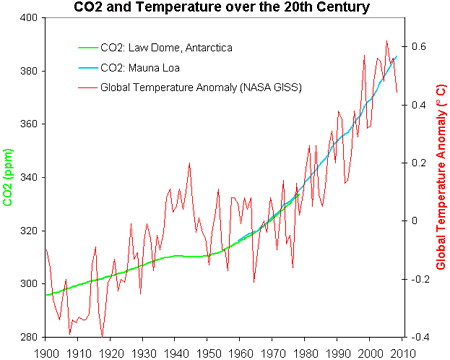 CO2 and Temperature over the 20th Century
CO2: Law Dome, Antarctica
CO2: Mauna Loa
Global Temperature Anomaly (NASA GISS)
CO2 (ppm)
400
380
360
340
320
300
280
Global Temperature Anomaly (° C)
0.6
0.4
0.2
0
-0.2
-0.4
1900 1910 1920 1930 1940 1950 1960 1970 1980 1990 2000 2010